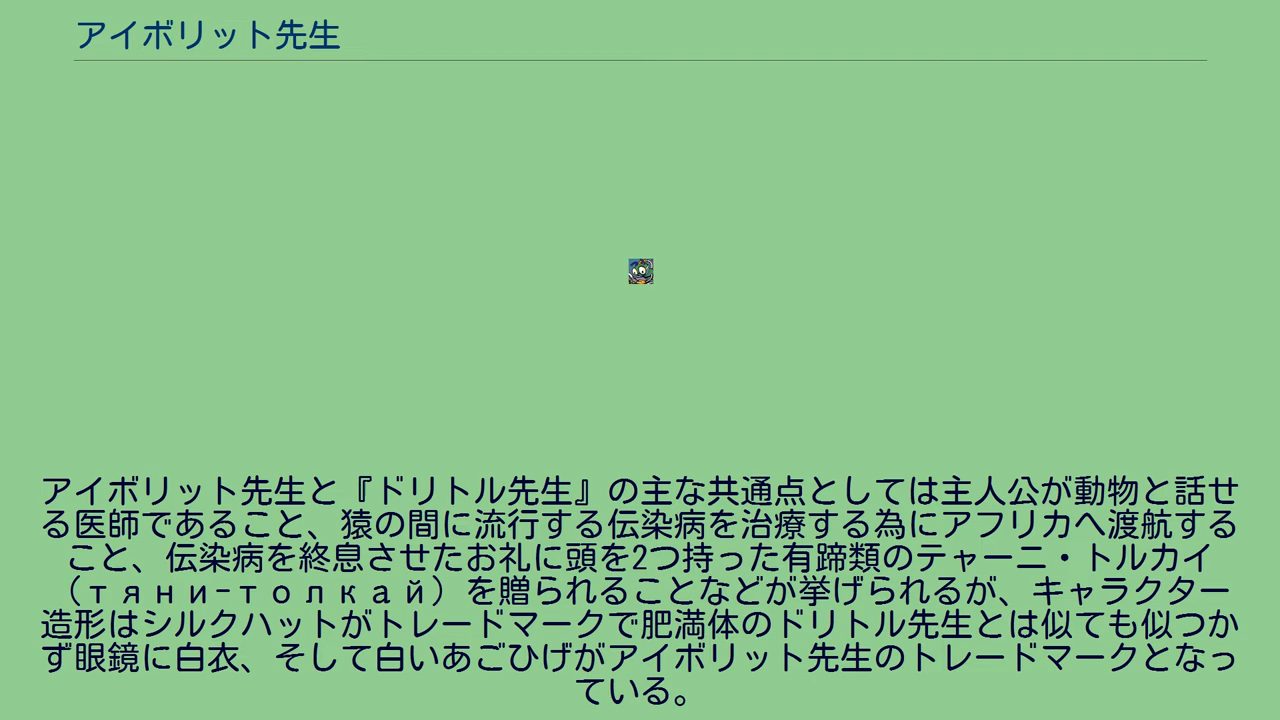 アイボリット先生
アイボリット先生と『ドリトル先生』の主な共通点としては主人公が動物と話せ
る医師であること、猿の間に流行する伝染病を治療する為にアフリカへ渡航する
こと、伝染病を終息させたお礼に頭を2つ持った有蹄類のテャーニ・トルカイ
（тяни-толкай）を贈られることなどが挙げられるが、キャラクター
造形はシルクハットがトレードマークで肥満体のドリトル先生とは似ても似つか
ず眼鏡に白衣、そして白いあごひげがアイボリット先生のトレードマークとなっ
ている。